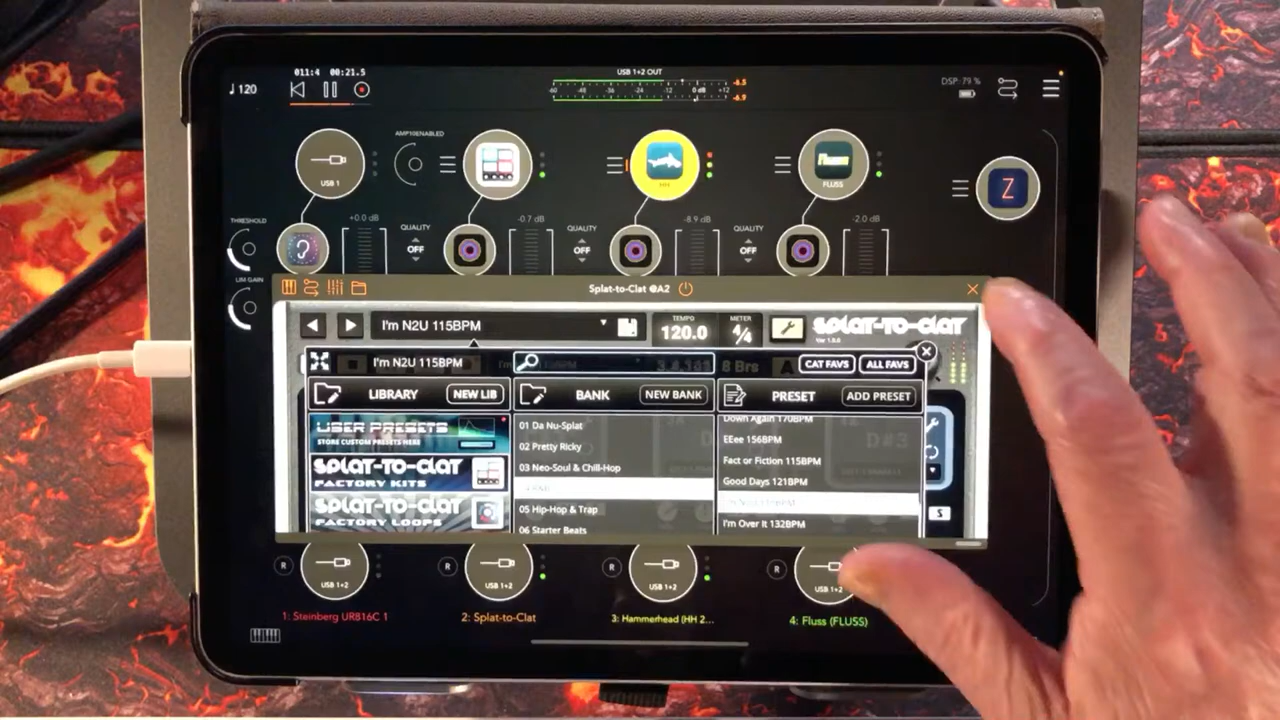 ♩ 120
011:4 00:21.5
USB 1+2 OUT
-60 -48 -36 -24 -12 0 dB +12
-6.5
-6.9
DSP: 79 %
USB 1
AMP10ENABLED
HH
FLUSS
Z
THRESHOLD
+0.0 dB
QUALITY
OFF
-0.7 dB
QUALITY
OFF
-8.9 dB
QUALITY
OFF
-2.0 dB
LIM GAIN
Splat-to-Clat @A2
I'm N2U 115BPM
TEMPO
120.0
METER
4/4
SPLAT-TO-CLAT
I'm N2U 115BPM
8 Brs
CAT FAVS
ALL FAVS
LIBRARY
NEW LIB
BANK
NEW BANK
PRESET
ADD PRESET
USER PRESETS
STORE CUSTOM PRESETS HERE
SPLAT-TO-CLAT
FACTORY KITS
SPLAT-TO-CLAT
FACTORY LOOPS
01 Da Nu-Splat
02 Pretty Ricky
03 Neo-Soul & Chill-Hop
05 Hip-Hop & Trap
06 Starter Beats
Down Again 170BPM
EEee 156BPM
Fact or Fiction 115BPM
Good Days 121BPM
I'm Over It 132BPM
D#3
S
R
USB 1+2
R
USB 1+2
R
USB 1+2
R
USB 1+2
1: Steinberg UR816C 1
2: Splat-to-Clat
3: Hammerhead (HH 2...
4: Fluss (FLUSS)